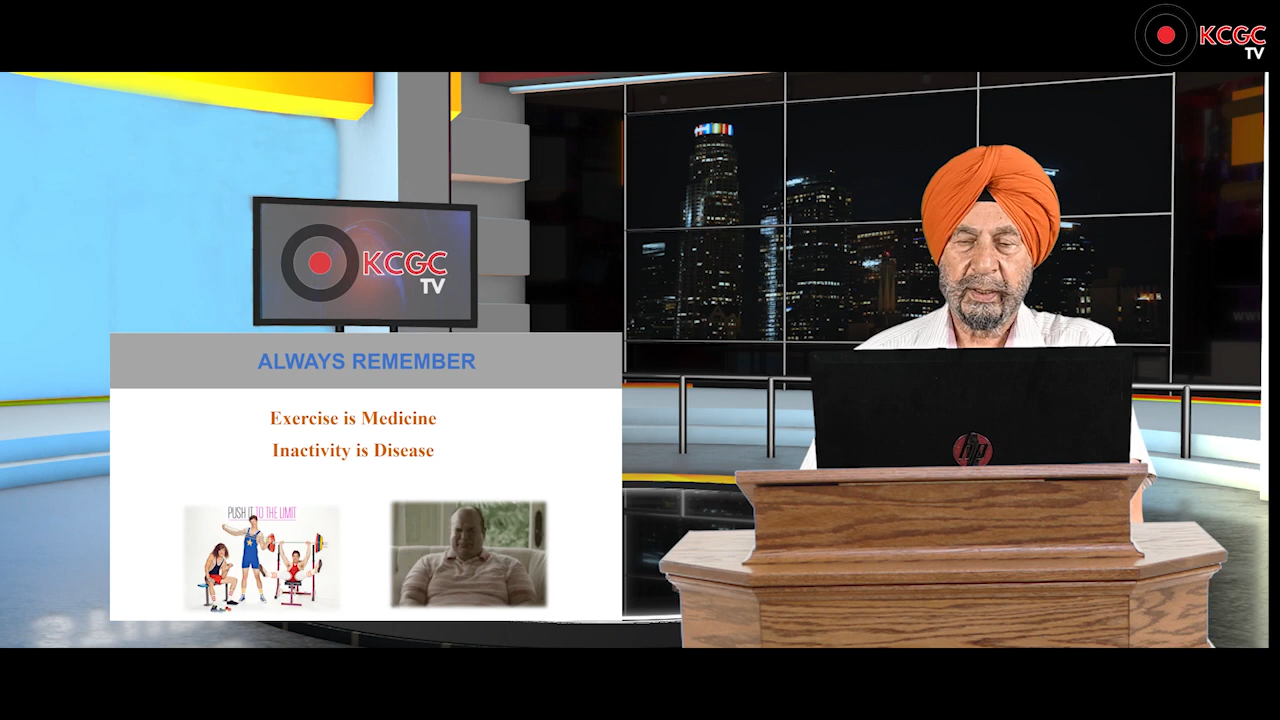 KCGC
TV
KCGC
TV
ALWAYS REMEMBER
Exercise is Medicine
Inactivity is Disease
PUSH IT TO THE LIMIT
hp